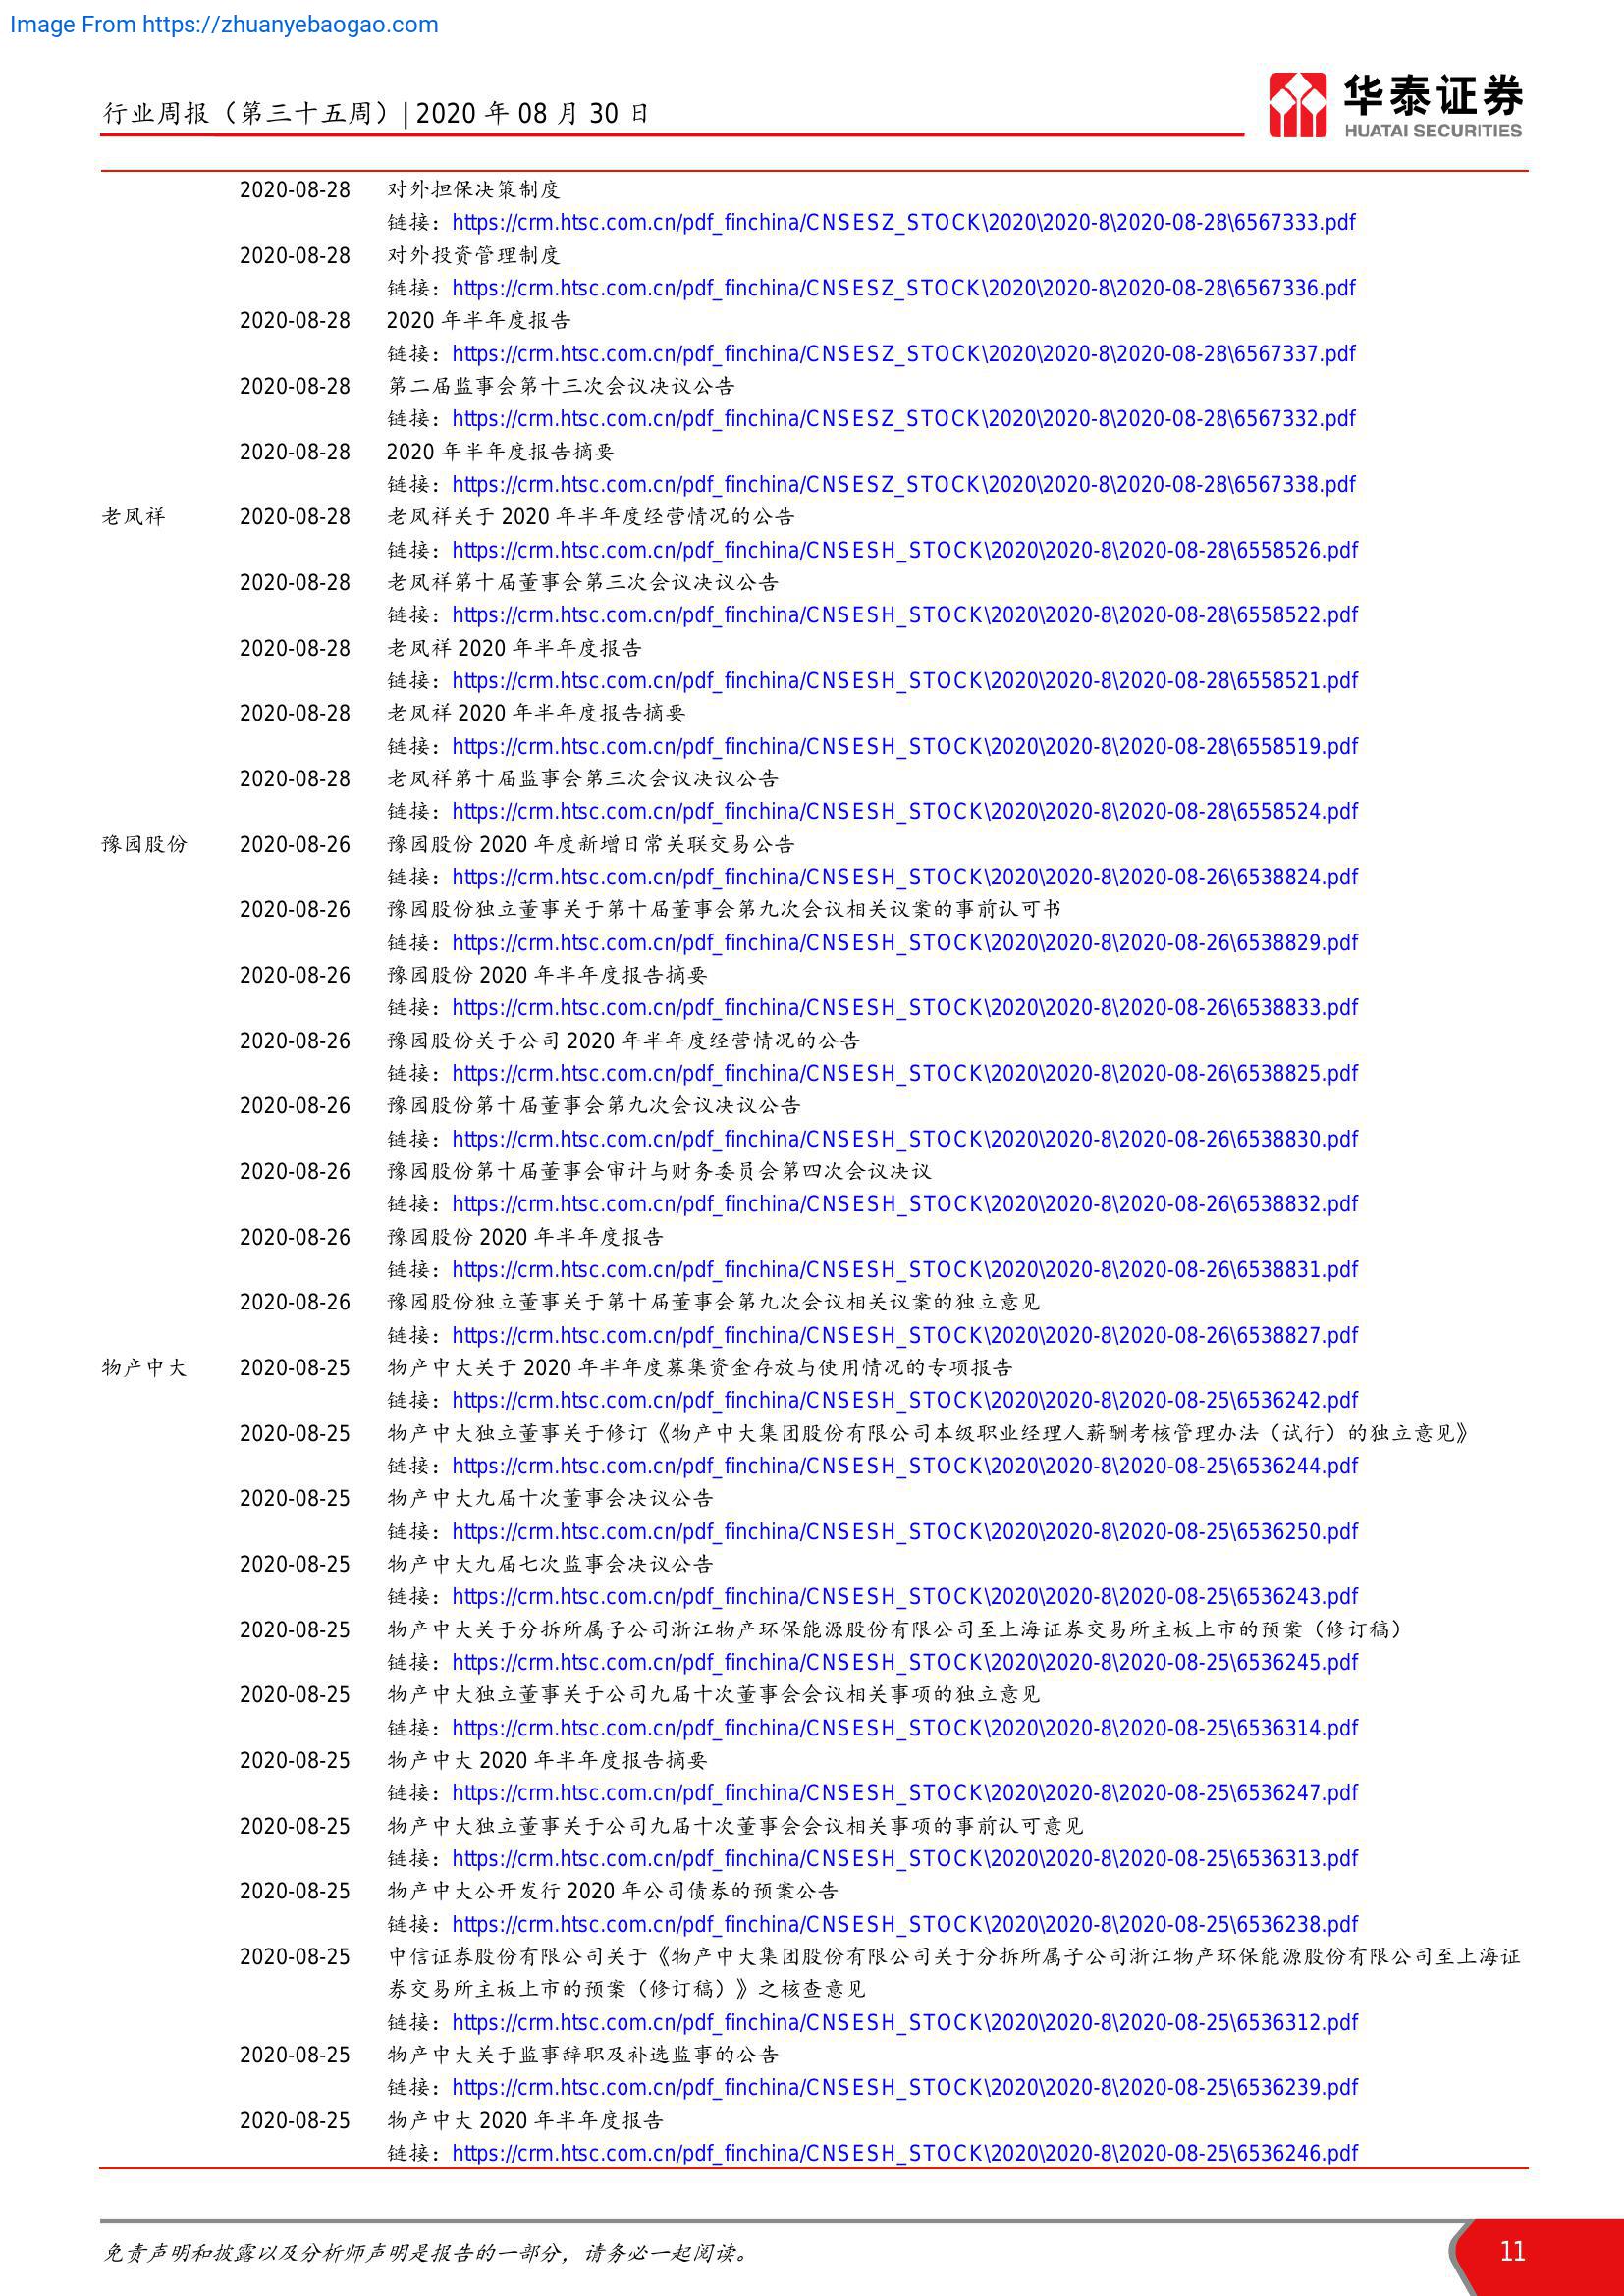 Image From https://zhuanyebaogao.com
行业周报（第三十五周）| 2020 年 08 月 30 日
华泰证券
HUATAI SECURITIES
2020-08-28 对外担保决策制度
链接：https://crm.htsc.com.cn/pdf_finchina/CNSESZ_STOCK\2020\2020-8\2020-08-28\6567333.pdf
2020-08-28 对外投资管理制度
链接：https://crm.htsc.com.cn/pdf_finchina/CNSESZ_STOCK\2020\2020-8\2020-08-28\6567336.pdf
2020-08-28 2020 年半年度报告
链接：https://crm.htsc.com.cn/pdf_finchina/CNSESZ_STOCK\2020\2020-8\2020-08-28\6567337.pdf
2020-08-28 第二届监事会第十三次会议决议公告
链接：https://crm.htsc.com.cn/pdf_finchina/CNSESZ_STOCK\2020\2020-8\2020-08-28\6567332.pdf
2020-08-28 2020 年半年度报告摘要
链接：https://crm.htsc.com.cn/pdf_finchina/CNSESZ_STOCK\2020\2020-8\2020-08-28\6567338.pdf
老凤祥 2020-08-28 老凤祥关于 2020 年半年度经营情况的公告
链接：https://crm.htsc.com.cn/pdf_finchina/CNSESH_STOCK\2020\2020-8\2020-08-28\6558526.pdf
2020-08-28 老凤祥第十届董事会第三次会议决议公告
链接：https://crm.htsc.com.cn/pdf_finchina/CNSESH_STOCK\2020\2020-8\2020-08-28\6558522.pdf
2020-08-28 老凤祥 2020 年半年度报告
链接：https://crm.htsc.com.cn/pdf_finchina/CNSESH_STOCK\2020\2020-8\2020-08-28\6558521.pdf
2020-08-28 老凤祥 2020 年半年度报告摘要
链接：https://crm.htsc.com.cn/pdf_finchina/CNSESH_STOCK\2020\2020-8\2020-08-28\6558519.pdf
2020-08-28 老凤祥第十届监事会第三次会议决议公告
链接：https://crm.htsc.com.cn/pdf_finchina/CNSESH_STOCK\2020\2020-8\2020-08-28\6558524.pdf
豫园股份 2020-08-26 豫园股份 2020 年度新增日常关联交易公告
链接：https://crm.htsc.com.cn/pdf_finchina/CNSESH_STOCK\2020\2020-8\2020-08-26\6538824.pdf
2020-08-26 豫园股份独立董事关于第十届董事会第九次会议相关议案的事前认可书
链接：https://crm.htsc.com.cn/pdf_finchina/CNSESH_STOCK\2020\2020-8\2020-08-26\6538829.pdf
2020-08-26 豫园股份 2020 年半年度报告摘要
链接：https://crm.htsc.com.cn/pdf_finchina/CNSESH_STOCK\2020\2020-8\2020-08-26\6538833.pdf
2020-08-26 豫园股份关于公司 2020 年半年度经营情况的公告
链接：https://crm.htsc.com.cn/pdf_finchina/CNSESH_STOCK\2020\2020-8\2020-08-26\6538825.pdf
2020-08-26 豫园股份第十届董事会第九次会议决议公告
链接：https://crm.htsc.com.cn/pdf_finchina/CNSESH_STOCK\2020\2020-8\2020-08-26\6538830.pdf
2020-08-26 豫园股份第十届董事会审计与财务委员会第四次会议决议
链接：https://crm.htsc.com.cn/pdf_finchina/CNSESH_STOCK\2020\2020-8\2020-08-26\6538832.pdf
2020-08-26 豫园股份 2020 年半年度报告
链接：https://crm.htsc.com.cn/pdf_finchina/CNSESH_STOCK\2020\2020-8\2020-08-26\6538831.pdf
2020-08-26 豫园股份独立董事关于第十届董事会第九次会议相关议案的独立意见
链接：https://crm.htsc.com.cn/pdf_finchina/CNSESH_STOCK\2020\2020-8\2020-08-26\6538827.pdf
物产中大 2020-08-25 物产中大关于 2020 年半年度募集资金存放与使用情况的专项报告
链接：https://crm.htsc.com.cn/pdf_finchina/CNSESH_STOCK\2020\2020-8\2020-08-25\6536242.pdf
2020-08-25 物产中大独立董事关于修订《物产中大集团股份有限公司本级职业经理人薪酬考核管理办法（试行）的独立意见》
链接：https://crm.htsc.com.cn/pdf_finchina/CNSESH_STOCK\2020\2020-8\2020-08-25\6536244.pdf
2020-08-25 物产中大九届十次董事会决议公告
链接：https://crm.htsc.com.cn/pdf_finchina/CNSESH_STOCK\2020\2020-8\2020-08-25\6536250.pdf
2020-08-25 物产中大九届七次监事会决议公告
链接：https://crm.htsc.com.cn/pdf_finchina/CNSESH_STOCK\2020\2020-8\2020-08-25\6536243.pdf
2020-08-25 物产中大关于分拆所属子公司浙江物产环保能源股份有限公司至上海证券交易所主板上市的预案（修订稿）
链接：https://crm.htsc.com.cn/pdf_finchina/CNSESH_STOCK\2020\2020-8\2020-08-25\6536245.pdf
2020-08-25 物产中大独立董事关于公司九届十次董事会会议相关事项的独立意见
链接：https://crm.htsc.com.cn/pdf_finchina/CNSESH_STOCK\2020\2020-8\2020-08-25\6536314.pdf
2020-08-25 物产中大 2020 年半年度报告摘要
链接：https://crm.htsc.com.cn/pdf_finchina/CNSESH_STOCK\2020\2020-8\2020-08-25\6536247.pdf
2020-08-25 物产中大独立董事关于公司九届十次董事会会议相关事项的事前认可意见
链接：https://crm.htsc.com.cn/pdf_finchina/CNSESH_STOCK\2020\2020-8\2020-08-25\6536313.pdf
2020-08-25 物产中大公开发行 2020 年公司债券的预案公告
链接：https://crm.htsc.com.cn/pdf_finchina/CNSESH_STOCK\2020\2020-8\2020-08-25\6536238.pdf
2020-08-25 中信证券股份有限公司关于《物产中大集团股份有限公司关于分拆所属子公司浙江物产环保能源股份有限公司至上海证
券交易所主板上市的预案（修订稿）》之核查意见
链接：https://crm.htsc.com.cn/pdf_finchina/CNSESH_STOCK\2020\2020-8\2020-08-25\6536312.pdf
2020-08-25 物产中大关于监事辞职及补选监事的公告
链接：https://crm.htsc.com.cn/pdf_finchina/CNSESH_STOCK\2020\2020-8\2020-08-25\6536239.pdf
2020-08-25 物产中大 2020 年半年度报告
链接：https://crm.htsc.com.cn/pdf_finchina/CNSESH_STOCK\2020\2020-8\2020-08-25\6536246.pdf
免责声明和披露以及分析师声明是报告的一部分，请务必一起阅读。
11